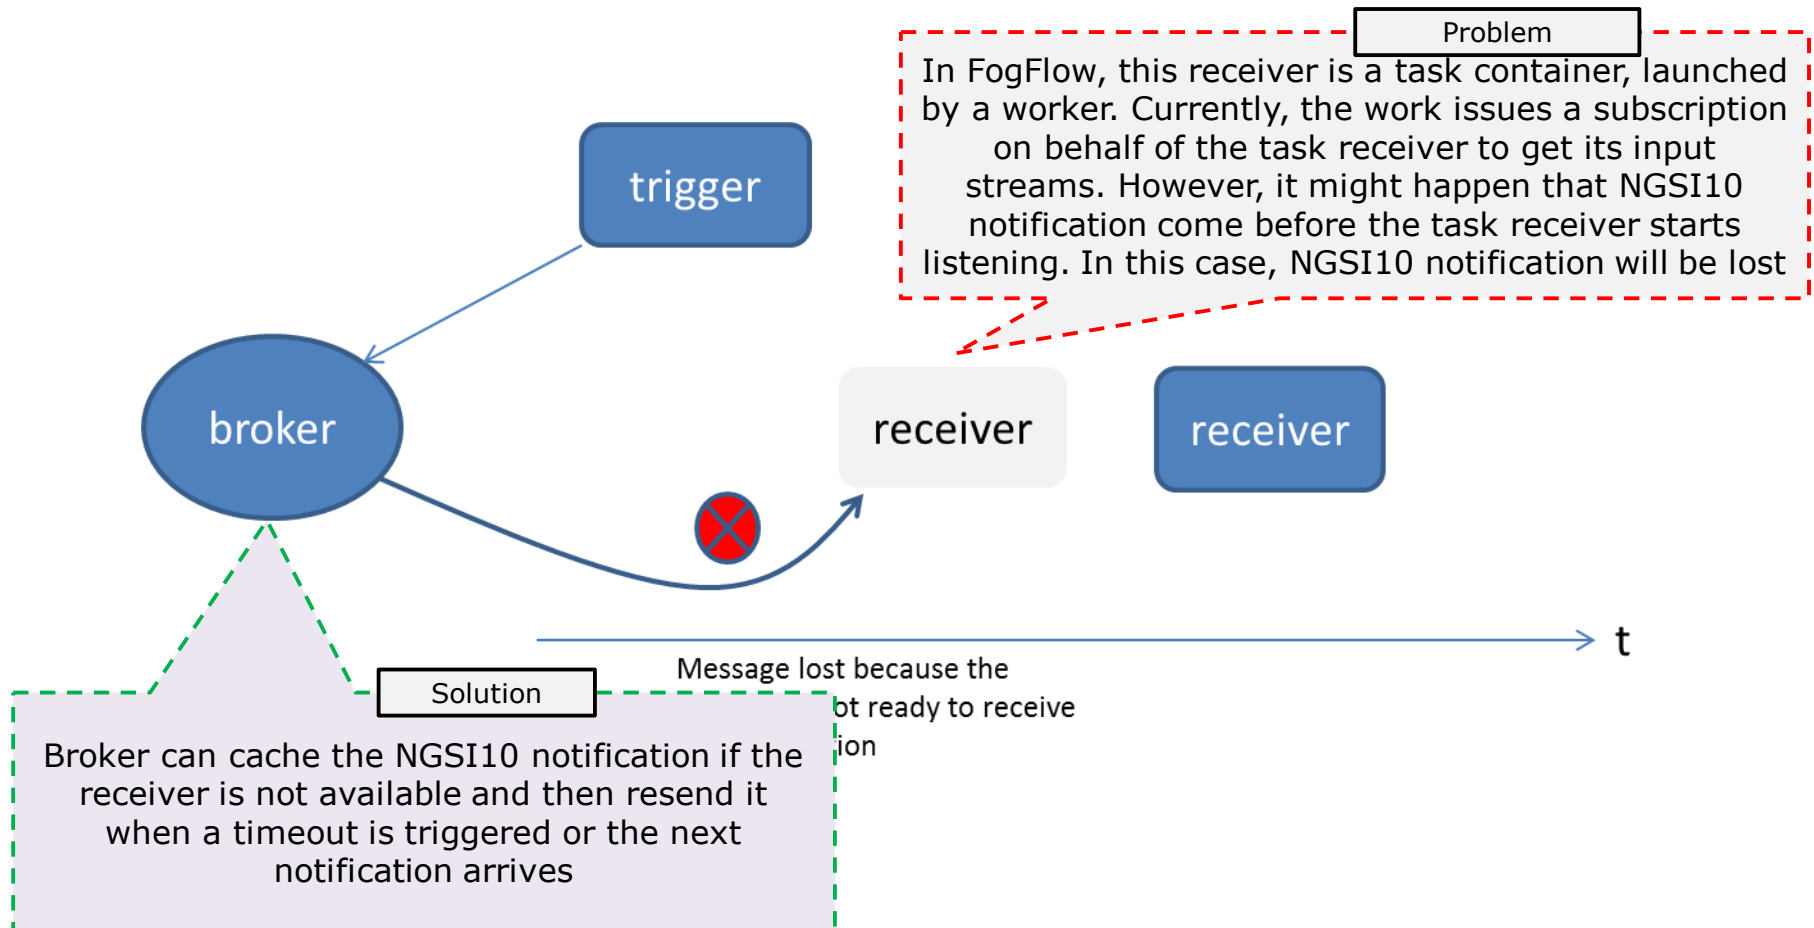 Problem
In FogFlow, this receiver is a task container, launched
by a worker. Currently, the work issues a subscription
on behalf of the task receiver to get its input
streams. However, it might happen that NGSI10
notification come before the task receiver starts
listening. In this case, NGSI10 notification will be lost
trigger
broker
receiver
receiver
t
Message lost because the
ot ready to receive
ion
Solution
Broker can cache the NGSI10 notification if the
receiver is not available and then resend it
when a timeout is triggered or the next
notification arrives